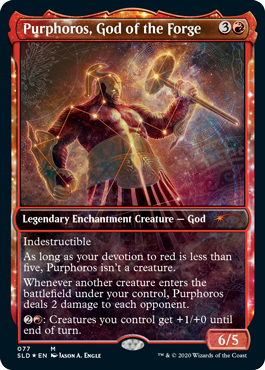 Purphoros, God of the Forge 3
Legendary Enchantment Creature — God
Indestructible
As long as your devotion to red is less than
five, Purphoros isn't a creature.
Whenever another creature enters the
battlefield under your control, Purphoros
deals 2 damage to each opponent.
2: Creatures you control get +1/+0 until
end of turn.
6/5
077 M
SLD ★ EN Jason A. Engle
™ & © 2020 Wizards of the Coast